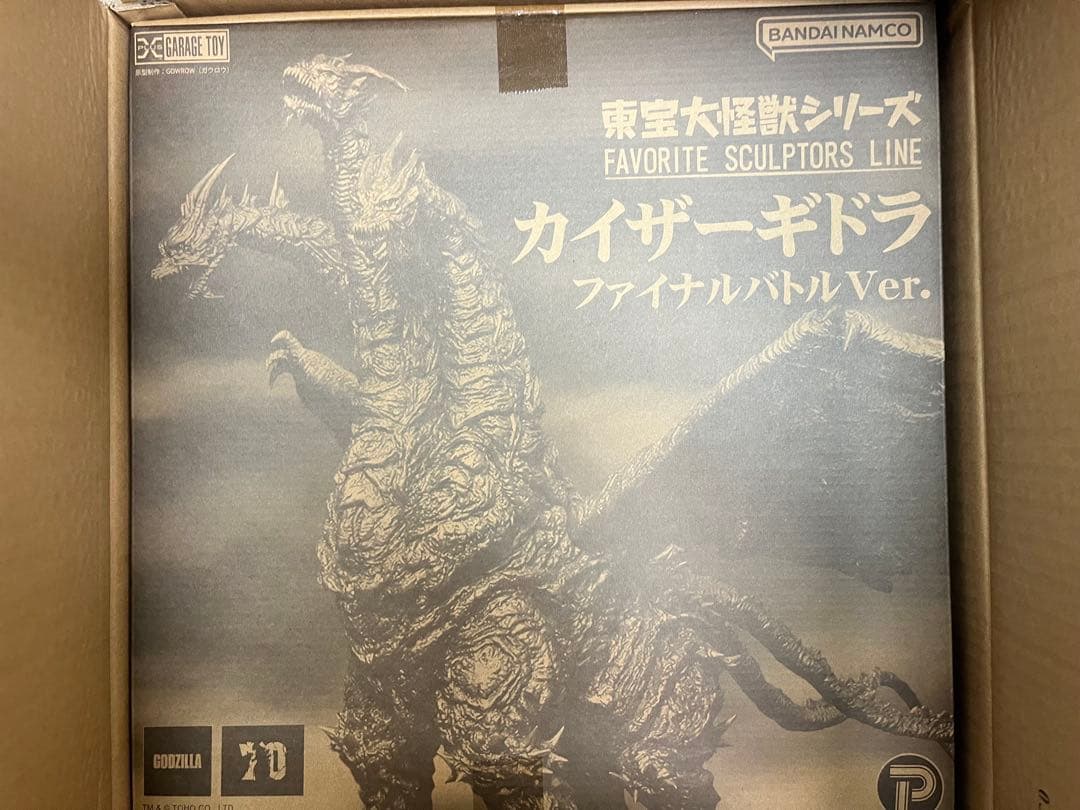 GARAGE TOY
原型制作：GOWROW（ガウロウ）
BANDAI NAMCO
東宝大怪獣シリーズ
FAVORITE SCULPTORS LINE
カイザーギドラ
ファイナルバトルVer.
GODZILLA
70
TM & © TOHO CO., LTD.
P